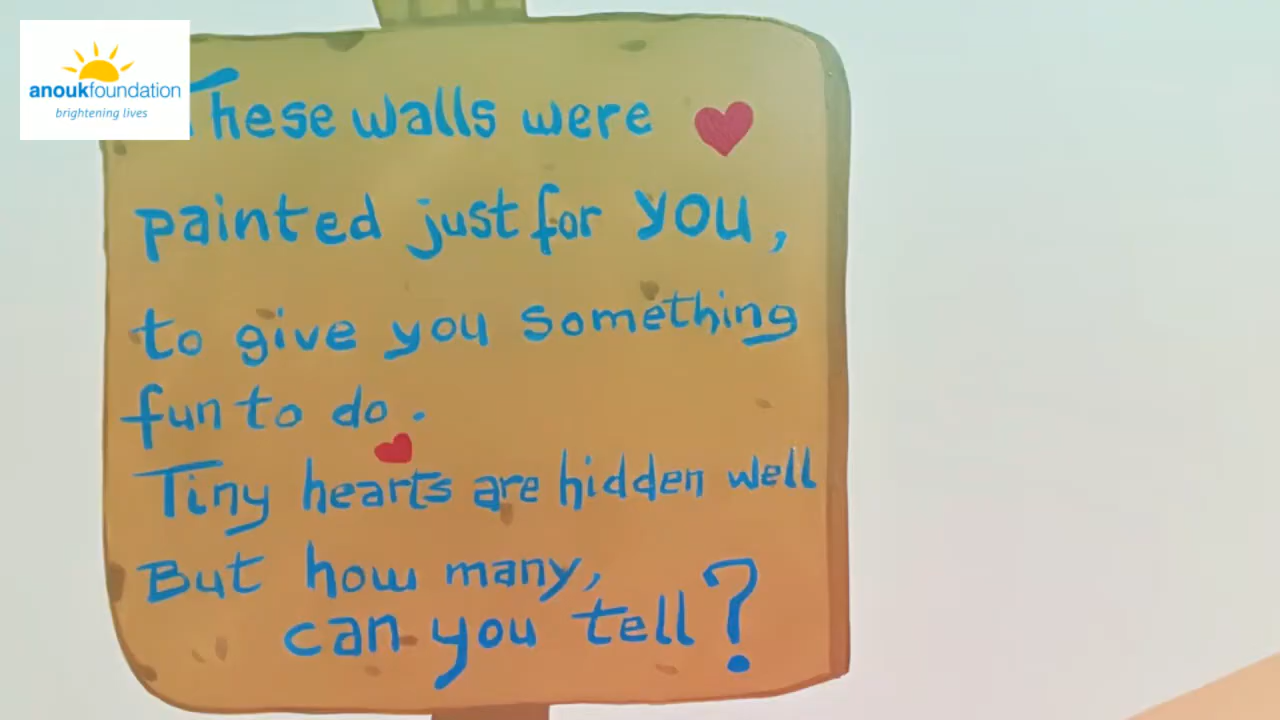 anoukfoundation
brightening lives
These walls were
painted just for you,
to give you something
fun to do.
Tiny hearts are hidden well
But how many,
can you tell?